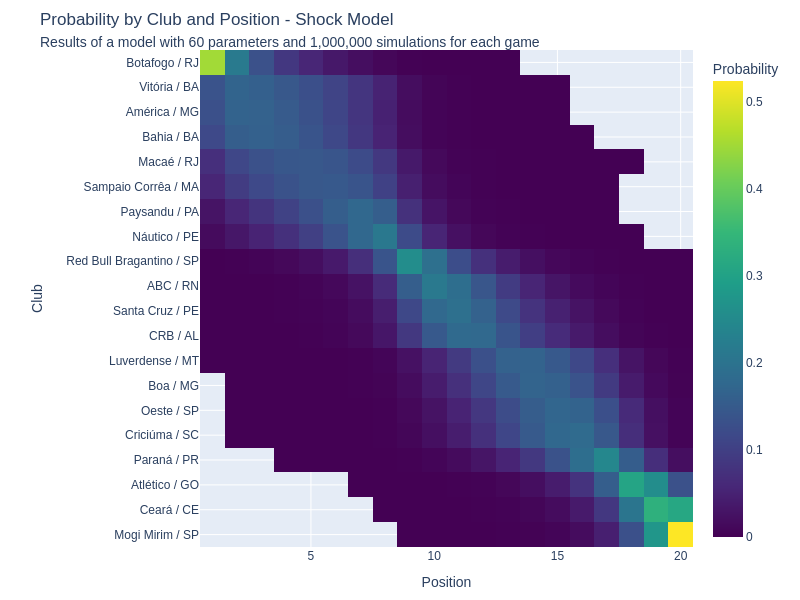 Probability by Club and Position - Shock Model
Results of a model with 60 parameters and 1,000,000 simulations for each game
Botafogo / RJ
Vitória / BA
América / MG
Bahia / BA
Macaé / RJ
Sampaio Corrêa / MA
Paysandu / PA
Náutico / PE
Red Bull Bragantino / SP
ABC / RN
Santa Cruz / PE
CRB / AL
Luverdense / MT
Boa / MG
Oeste / SP
Criciúma / SC
Paraná / PR
Atlético / GO
Ceará / CE
Mogi Mirim / SP
Club
5
10
15
20
Position
Probability
0.5
0.4
0.3
0.2
0.1
0